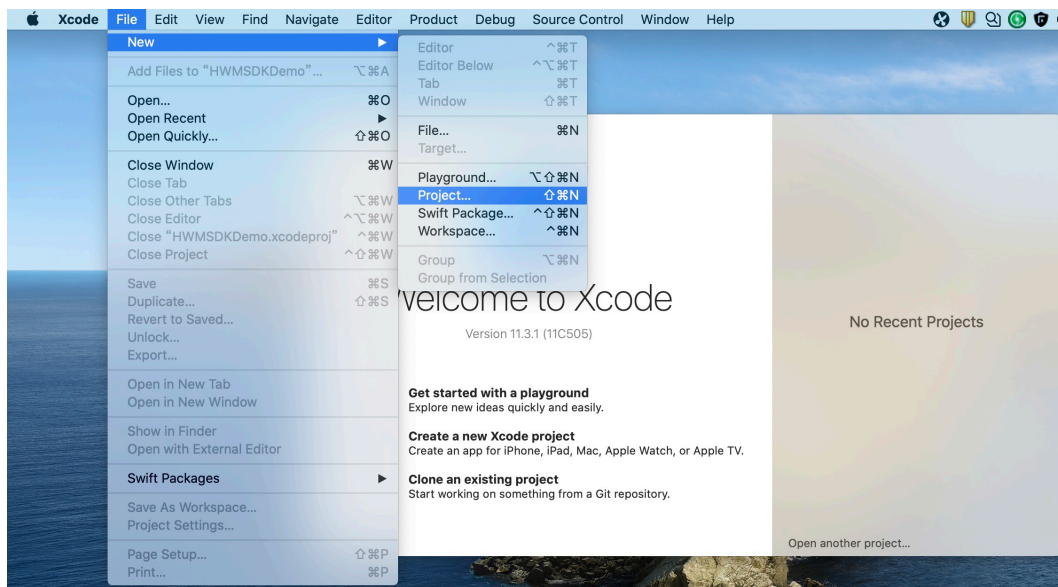 Xcode File Edit View Find Navigate Editor Product Debug Source Control Window Help
New ▶
Add Files to “HWMSDKDemo”... ⌥⌘A
Open... ⌘O
Open Recent ▶
Open Quickly... ⇧⌘O
Close Window ⌘W
Close Tab
Close Other Tabs ⌥⌘W
Close Editor ^⌥⌘W
Close “HWMSDKDemo.xcodeproj” ^⌘W
Close Project ^⇧⌘W
Save ⌘S
Duplicate... ⇧⌘S
Revert to Saved...
Unlock...
Export...
Open in New Tab
Open in New Window
Show in Finder
Open with External Editor
Swift Packages ▶
Save As Workspace...
Project Settings...
Page Setup... ⇧⌘P
Print... ⌘P
Editor ^⌘T
Editor Below ^⌥⌘T
Tab ⌘T
Window ⇧⌘T
File... ⌘N
Target...
Playground... ⌥⇧⌘N
Project... ⇧⌘N
Swift Package... ^⇧⌘N
Workspace... ^⌘N
Group ⌥⌘N
Group from Selection
Welcome to Xcode
Version 11.3.1 (11C505)
Get started with a playground
Explore new ideas quickly and easily.
Create a new Xcode project
Create an app for iPhone, iPad, Mac, Apple Watch, or Apple TV.
Clone an existing project
Start working on something from a Git repository.
No Recent Projects
Open another project...